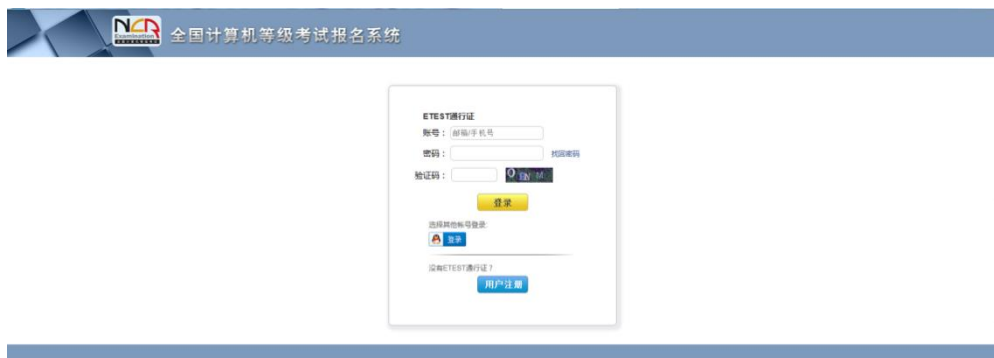 NCR
Examination
全国计算机等级考试报名系统
ETEST通行证
账号： 邮箱/手机号
密码： 找回密码
验证码：
登录
选择其他帐号登录:
登录
没有ETEST通行证？
用户注册